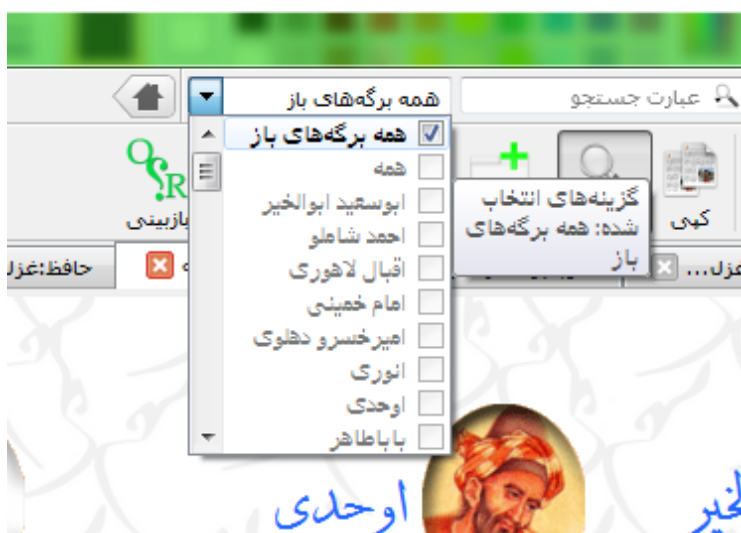 عبارت جستجو
همه برگه‌های باز
کپی
بازبینی
همه برگه‌های باز
همه
ابوسعید ابوالخیر
احمد شاملو
اقبال لاهوری
امام خمینی
امیرخسرو دهلوی
انوری
اوحدی
باباطاهر
گزینه‌های انتخاب
شده: همه برگه‌های
باز
حافظ:غزل
اوحدی